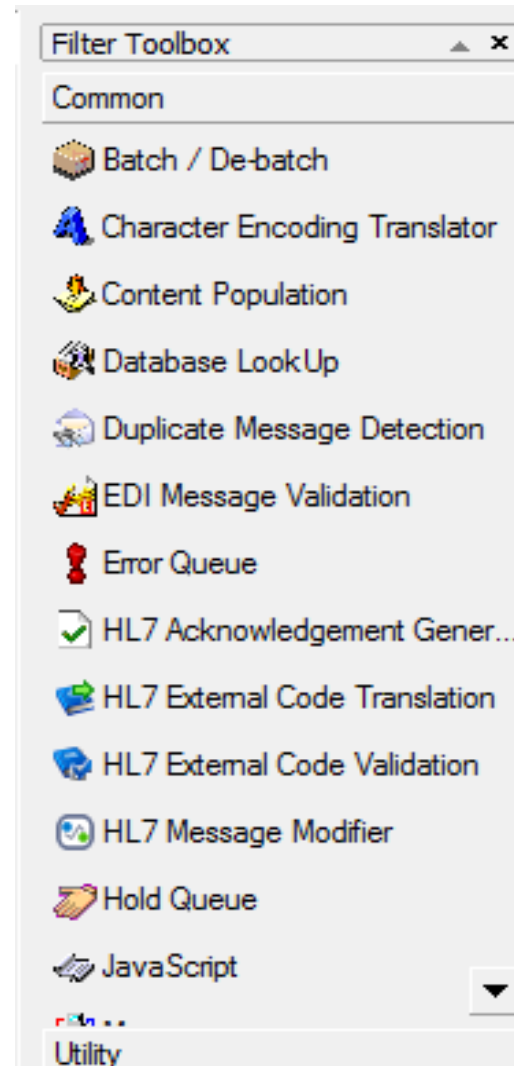 Filter Toolbox
Common
Batch / De-batch
Character Encoding Translator
Content Population
Database LookUp
Duplicate Message Detection
EDI Message Validation
Error Queue
HL7 Acknowledgement Gener...
HL7 External Code Translation
HL7 External Code Validation
HL7 Message Modifier
Hold Queue
JavaScript
Utility